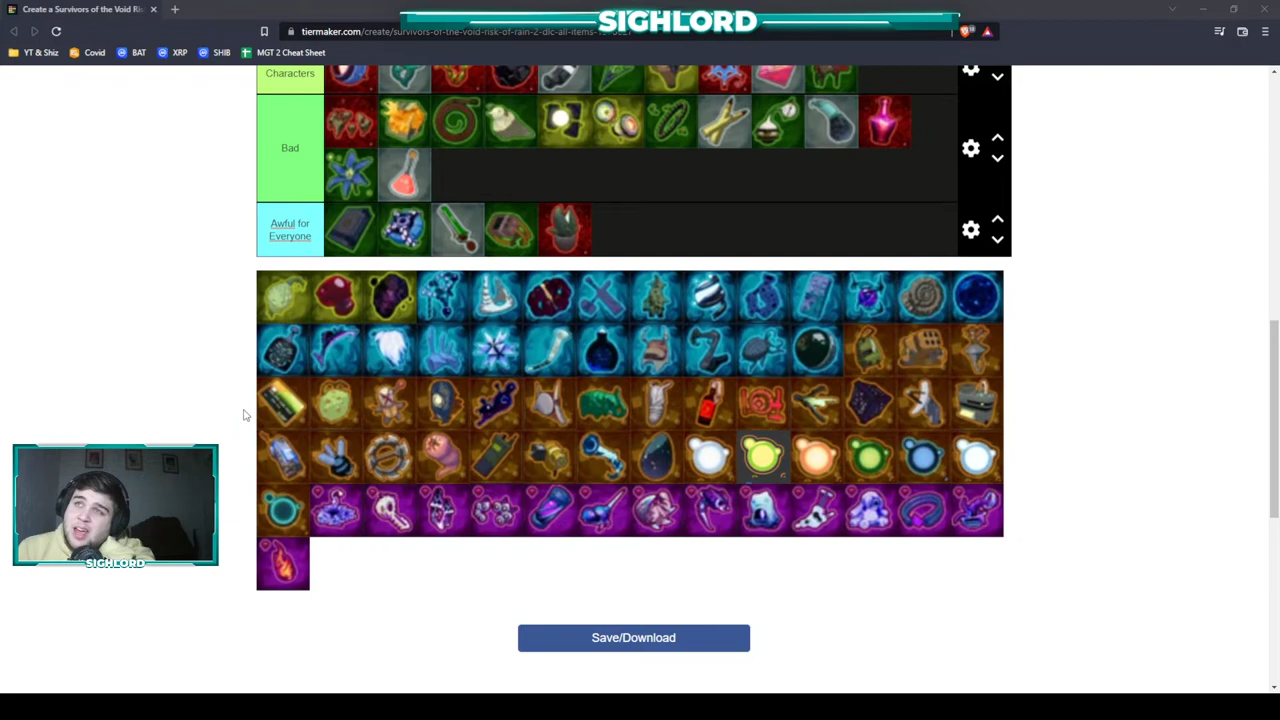 Create a Survivors of the Void Ri
SIGHLORD
tiermaker.com/create/survivors-of-the-void-risk-of-rain-2-dlc-all-items-
YT & Shiz
Covid
BAT
XRP
SHIB
MGT 2 Cheat Sheet
Characters
Bad
Awful for
Everyone
SIGHLORD
Save/Download